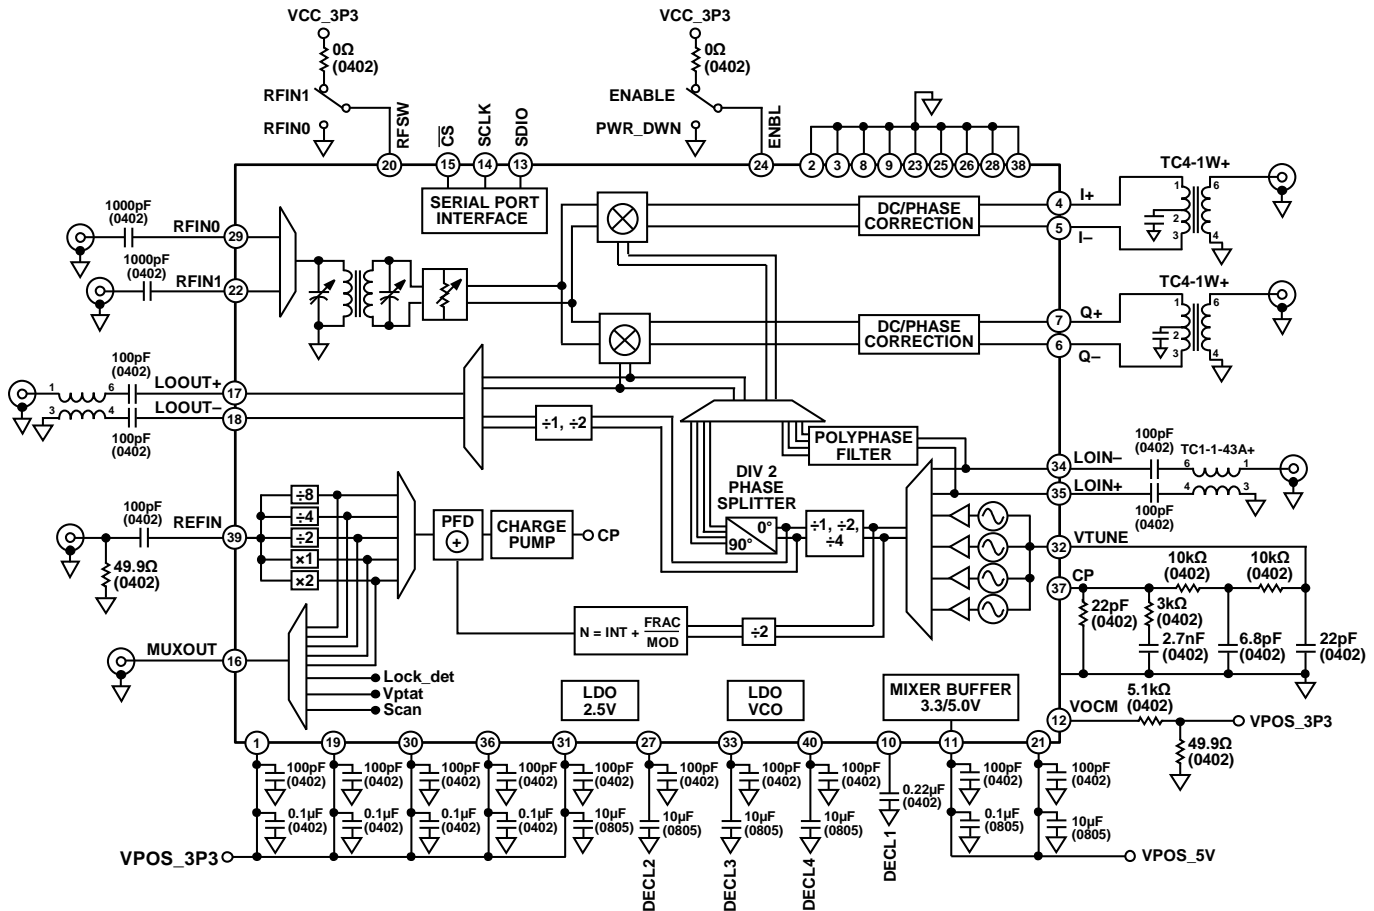 VCC_3P3
0Ω
(0402)
RFIN1
RFIN0
RFSW
20
CS
15
SCLK
14
SDIO
13
VCC_3P3
0Ω
(0402)
ENABLE
PWR_DWN
ENBL
24
2 3 8 9 23 25 26 28 38
SERIAL PORT
INTERFACE
1000pF
(0402)
RFIN0
29
1000pF
(0402)
RFIN1
22
DC/PHASE
CORRECTION
4
I+
5
I–
TC4-1W+
1
2
3
6
4
DC/PHASE
CORRECTION
7
Q+
6
Q–
TC4-1W+
1
2
3
6
4
1
6
100pF
(0402)
LOOUT+
17
3
4
LOOUT–
18
100pF
(0402)
÷1, ÷2
POLYPHASE
FILTER
DIV 2
PHASE
SPLITTER
0°
90°
÷1, ÷2,
÷4
34
LOIN–
100pF
(0402)
TC1-1-43A+
6
1
35
LOIN+
4
3
100pF
(0402)
100pF
(0402)
REFIN
39
49.9Ω
(0402)
÷8
÷4
÷2
×1
×2
PFD
+
CHARGE
PUMP
CP
32
VTUNE
37
CP
10kΩ
(0402)
10kΩ
(0402)
22pF
(0402)
3kΩ
(0402)
2.7nF
(0402)
6.8pF
(0402)
22pF
(0402)
N = INT + FRAC
MOD
÷2
MUXOUT
16
Lock_det
Vptat
Scan
LDO
2.5V
LDO
VCO
MIXER BUFFER
3.3/5.0V
12
VOCM
5.1kΩ
(0402)
VPOS_3P3
49.9Ω
(0402)
1 19 30 36 31 27 33 40 10 11 21
100pF
(0402)
0.1µF
(0402)
100pF
(0402)
0.1µF
(0402)
100pF
(0402)
0.1µF
(0402)
100pF
(0402)
0.1µF
(0402)
100pF
(0402)
10µF
(0805)
100pF
(0402)
10µF
(0805)
DECL2
100pF
(0402)
10µF
(0805)
DECL3
100pF
(0402)
10µF
(0805)
DECL4
0.22µF
(0402)
DECL1
100pF
(0402)
0.1µF
(0805)
100pF
(0402)
10µF
(0805)
VPOS_3P3
VPOS_5V